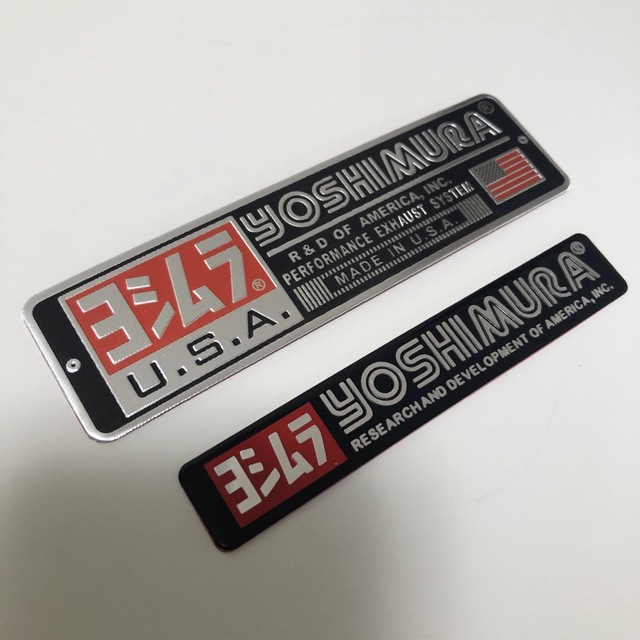 ヨシムラ®
U.S.A.
YOSHIMURA®
R & D OF AMERICA, INC.
PERFORMANCE EXHAUST SYSTEM
MADE IN U.S.A.
ヨシムラ
YOSHIMURA®
RESEARCH AND DEVELOPMENT OF AMERICA, INC.